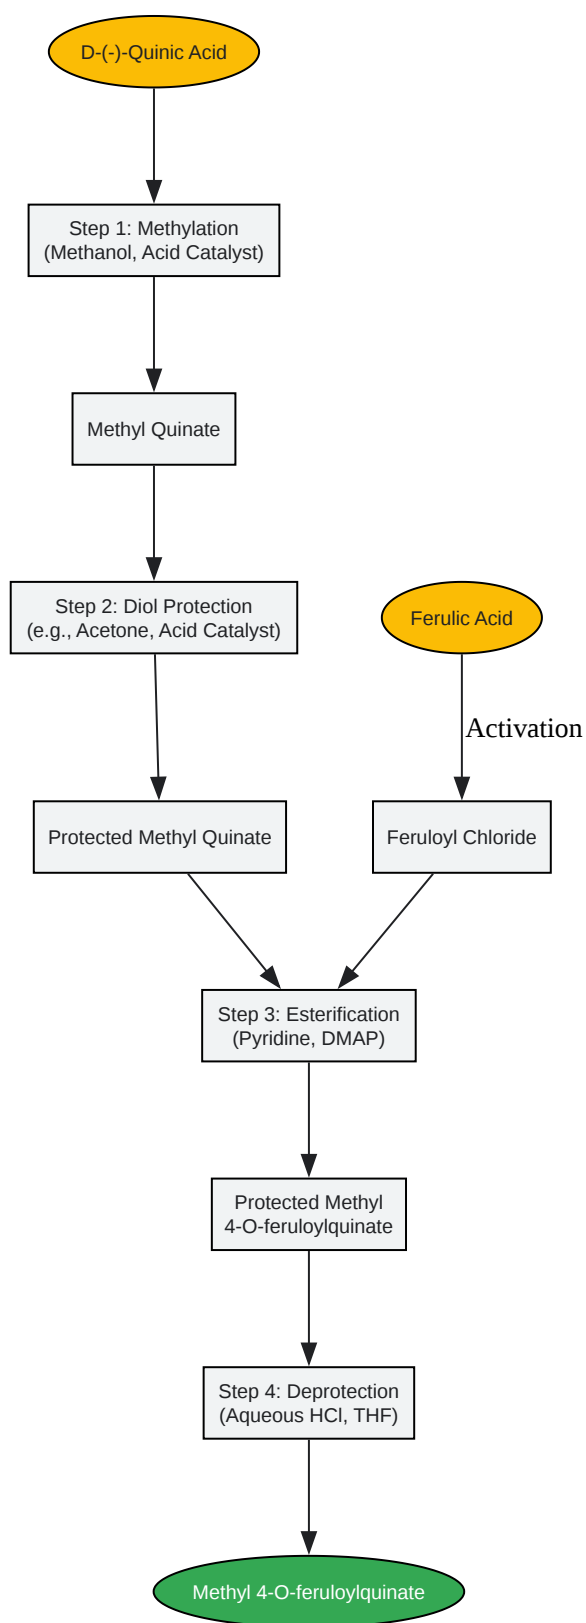 D-(-)-Quinic Acid
Step 1: Methylation
(Methanol, Acid Catalyst)
Methyl Quinate
Step 2: Diol Protection
(e.g., Acetone, Acid Catalyst)
Ferulic Acid
Activation
Protected Methyl Quinate
Feruloyl Chloride
Step 3: Esterification
(Pyridine, DMAP)
Protected Methyl
4-O-feruloylquinate
Step 4: Deprotection
(Aqueous HCl, THF)
Methyl 4-O-feruloylquinate